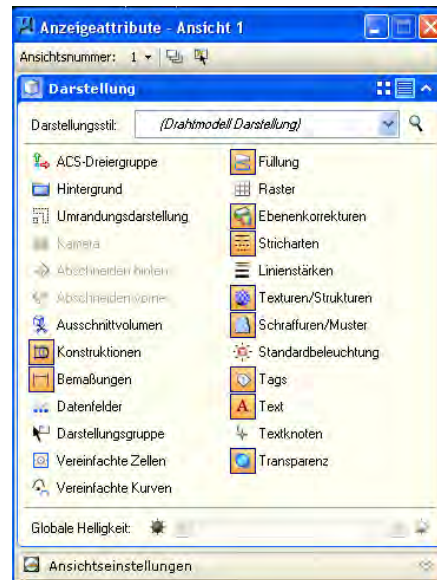 Anzeigeattribute - Ansicht 1
Ansichtsnummer: 1
Darstellung
Darstellungsstil: (Drahtmodell Darstellung)
ACS-Dreiergruppe
Hintergrund
Umrandungsdarstellung
Kamera
Abschneiden hinten
Abschneiden vorne
Ausschnittvolumen
Konstruktionen
Bemaßungen
Datenfelder
Darstellungsgruppe
Vereinfachte Zellen
Vereinfachte Kurven
Füllung
Raster
Ebenenkorrekturen
Stricharten
Linienstärken
Texturen/Strukturen
Schraffuren/Muster
Standardbeleuchtung
Tags
Text
Textknoten
Transparenz
Globale Helligkeit:
Ansichtseinstellungen